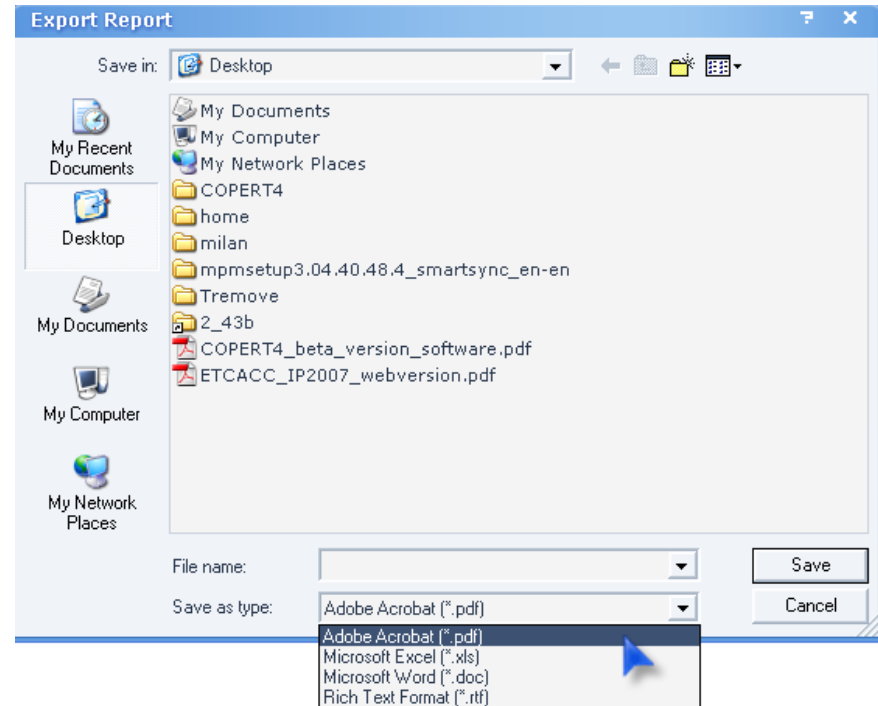 Export Report
Save in:
Desktop
My Recent
Documents
Desktop
My Documents
My Computer
My Network
Places
My Documents
My Computer
My Network Places
COPERT4
home
milan
mpmsetup3.04.40.48.4_smartsync_en-en
Tremove
2_43b
COPERT4_beta_version_software.pdf
ETCACC_IP2007_webversion.pdf
File name:
Save
Save as type:
Adobe Acrobat (*.pdf)
Cancel
Adobe Acrobat (*.pdf)
Microsoft Excel (*.xls)
Microsoft Word (*.doc)
Rich Text Format (*.rtf)